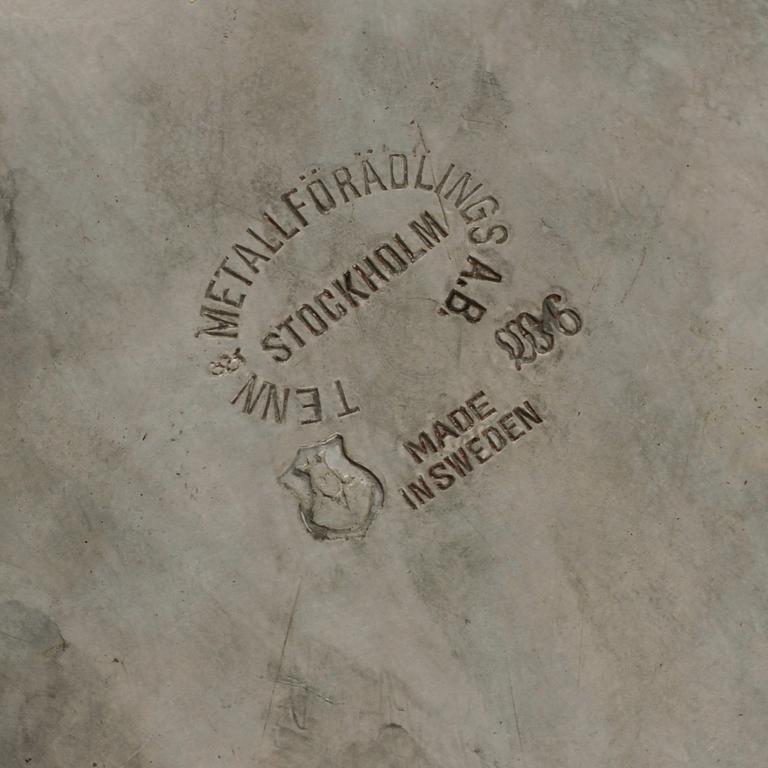 TENN & METALLFÖRÄDLINGS A.B.
STOCKHOLM
MADE
IN SWEDEN